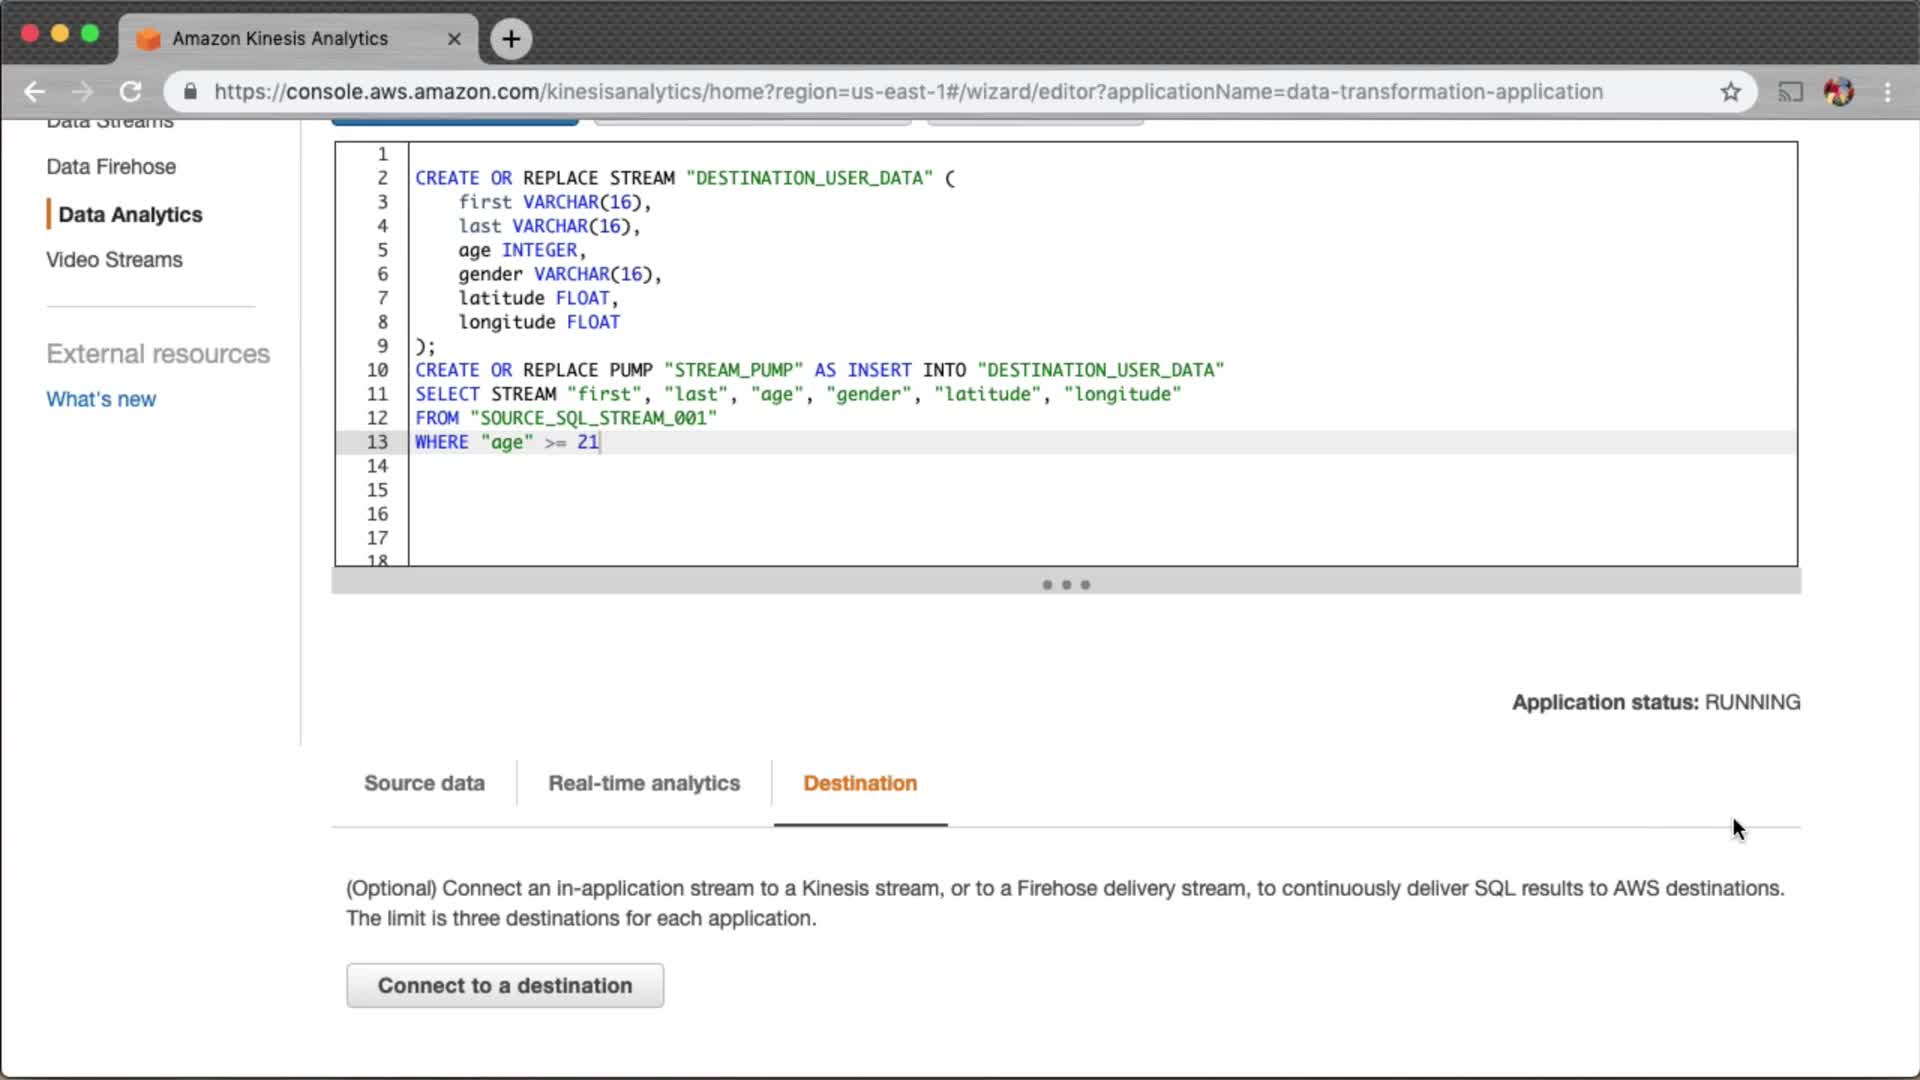 Amazon Kinesis Analytics
https://console.aws.amazon.com/kinesisanalytics/home?region=us-east-1#/wizard/editor?applicationName=data-transformation-application
Data Streams
Data Firehose
Data Analytics
Video Streams
External resources
What's new
1
2 CREATE OR REPLACE STREAM "DESTINATION_USER_DATA" (
3 first VARCHAR(16),
4 last VARCHAR(16),
5 age INTEGER,
6 gender VARCHAR(16),
7 latitude FLOAT,
8 longitude FLOAT
9 );
10 CREATE OR REPLACE PUMP "STREAM_PUMP" AS INSERT INTO "DESTINATION_USER_DATA"
11 SELECT STREAM "first", "last", "age", "gender", "latitude", "longitude"
12 FROM "SOURCE_SQL_STREAM_001"
13 WHERE "age" >= 21
14
15
16
17
18
Application status: RUNNING
Source data Real-time analytics Destination
(Optional) Connect an in-application stream to a Kinesis stream, or to a Firehose delivery stream, to continuously deliver SQL results to AWS destinations.
The limit is three destinations for each application.
Connect to a destination